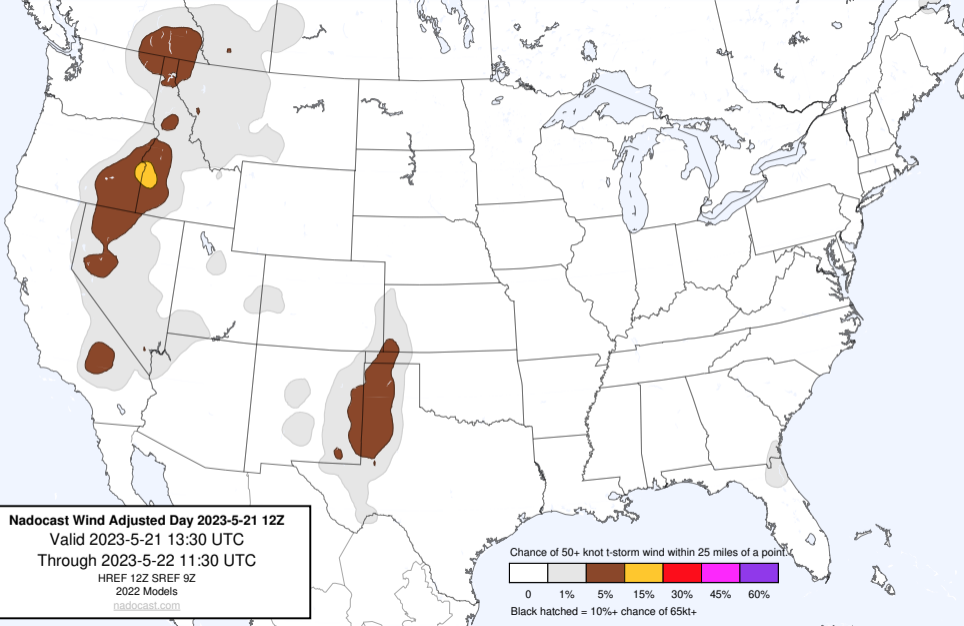 Nadocast Wind Adjusted Day 2023-5-21 12Z
Valid 2023-5-21 13:30 UTC
Through 2023-5-22 11:30 UTC
HREF 12Z SREF 9Z
2022 Models
nadocast.com
Chance of 50+ knot t-storm wind within 25 miles of a point.
0 1% 5% 15% 30% 45% 60%
Black hatched = 10%+ chance of 65kt+